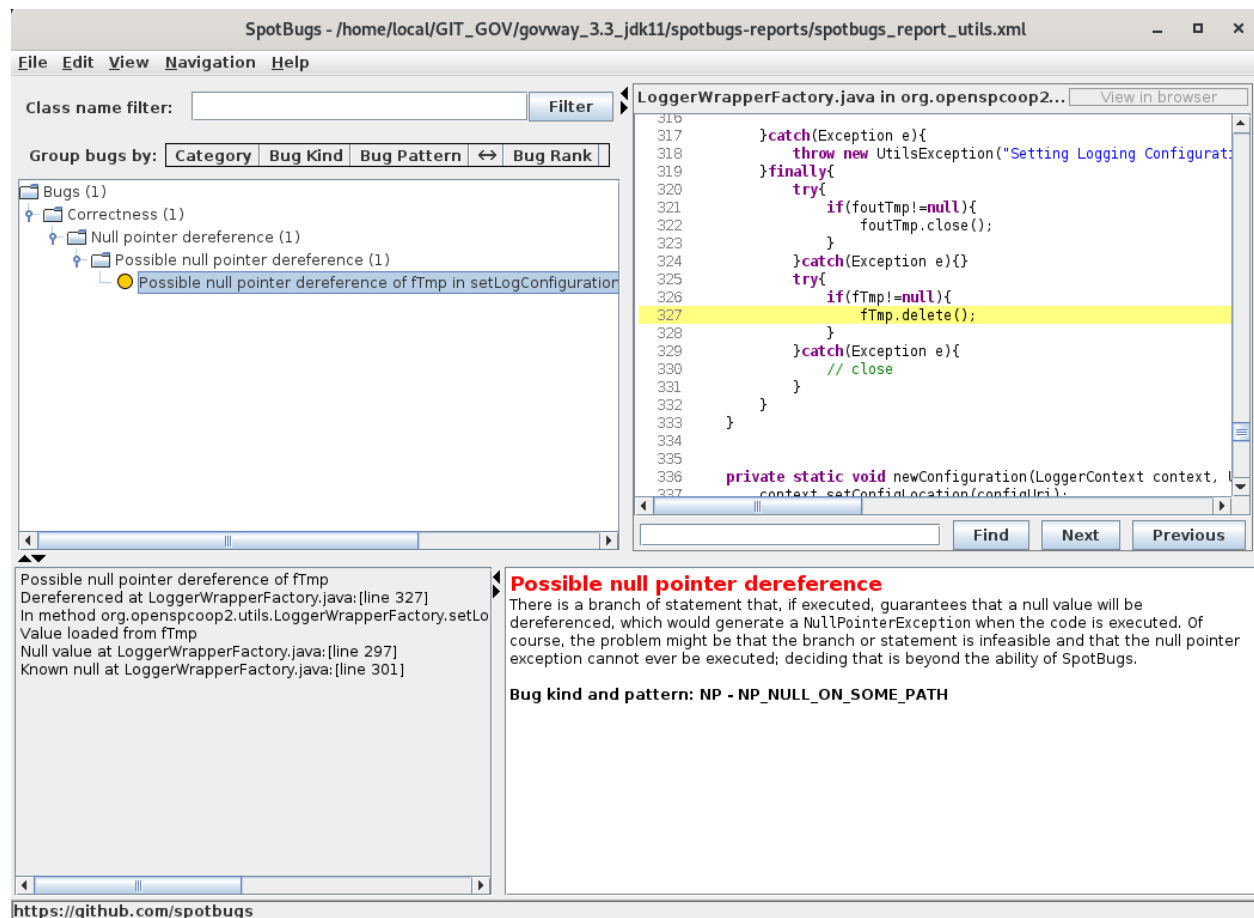 SpotBugs - /home/local/GIT_GOV/govway_3.3_jdk11/spotbugs-reports/spotbugs_report_utils.xml
File Edit View Navigation Help
Class name filter:
Filter
Group bugs by: Category Bug Kind Bug Pattern ↔ Bug Rank
Bugs (1)
Correctness (1)
Null pointer dereference (1)
Possible null pointer dereference (1)
Possible null pointer dereference of fTmp in setLogConfiguration
LoggerWrapperFactory.java in org.openspcoop2... View in browser
316
317 }catch(Exception e){
318 throw new UtilsException("Setting Logging Configurati
319 }finally{
320 try{
321 if(foutTmp!=null){
322 foutTmp.close();
323 }
324 }catch(Exception e){}
325 try{
326 if(fTmp!=null){
327 fTmp.delete();
328 }
329 }catch(Exception e){
330 // close
331 }
332 }
333 }
334
335
336 private static void newConfiguration(LoggerContext context,
337 context.setConfigLocation(configUri);
Find Next Previous
Possible null pointer dereference of fTmp
Dereferenced at LoggerWrapperFactory.java:[line 327]
In method org.openspcoop2.utils.LoggerWrapperFactory.setLo
Value loaded from fTmp
Null value at LoggerWrapperFactory.java:[line 297]
Known null at LoggerWrapperFactory.java:[line 301]
Possible null pointer dereference
There is a branch of statement that, if executed, guarantees that a null value will be
dereferenced, which would generate a NullPointerException when the code is executed. Of
course, the problem might be that the branch or statement is infeasible and that the null pointer
exception cannot ever be executed; deciding that is beyond the ability of SpotBugs.
Bug kind and pattern: NP - NP_NULL_ON_SOME_PATH
https://github.com/spotbugs